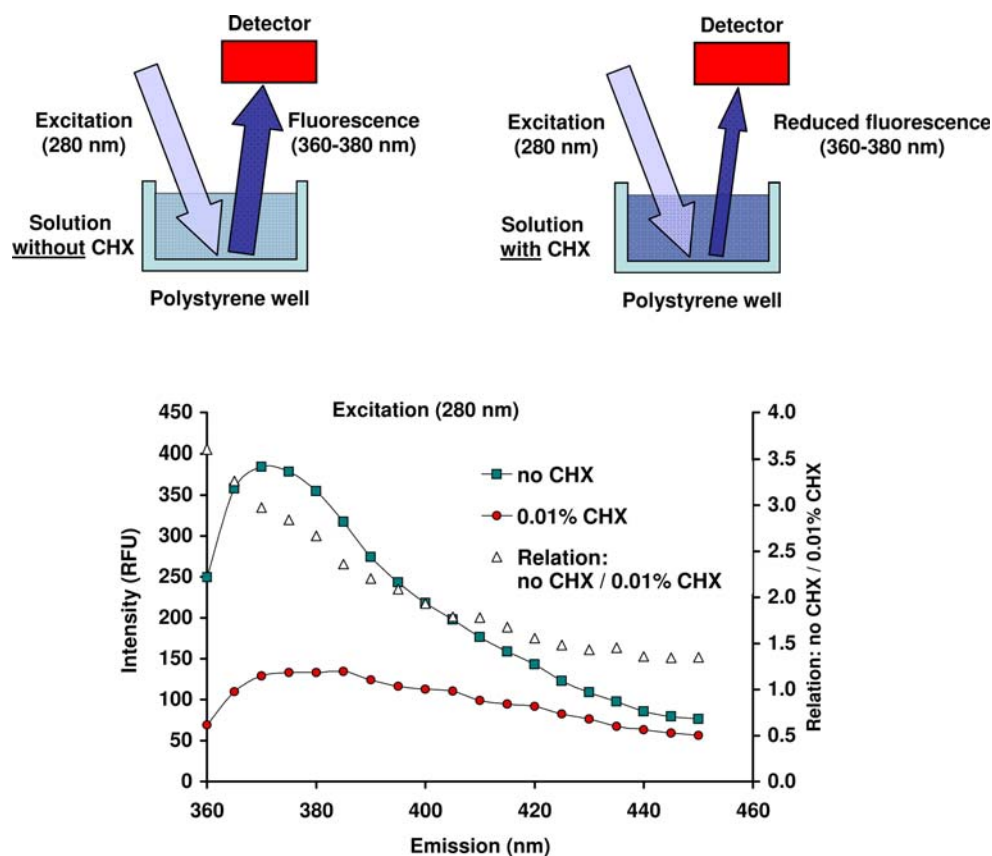 Detector
Excitation
(280 nm)
Fluorescence
(360-380 nm)
Solution
without CHX
Polystyrene well
Detector
Excitation
(280 nm)
Reduced fluorescence
(360-380 nm)
Solution
with CHX
Polystyrene well
Excitation (280 nm)
Intensity (RFU)
450
400
350
300
250
200
150
100
50
0
no CHX
0.01% CHX
Relation:
no CHX / 0.01% CHX
4.0
3.5
3.0
2.5
2.0
1.5
1.0
0.5
0.0
Relation: no CHX / 0.01% CHX
360 380 400 420 440 460
Emission (nm)